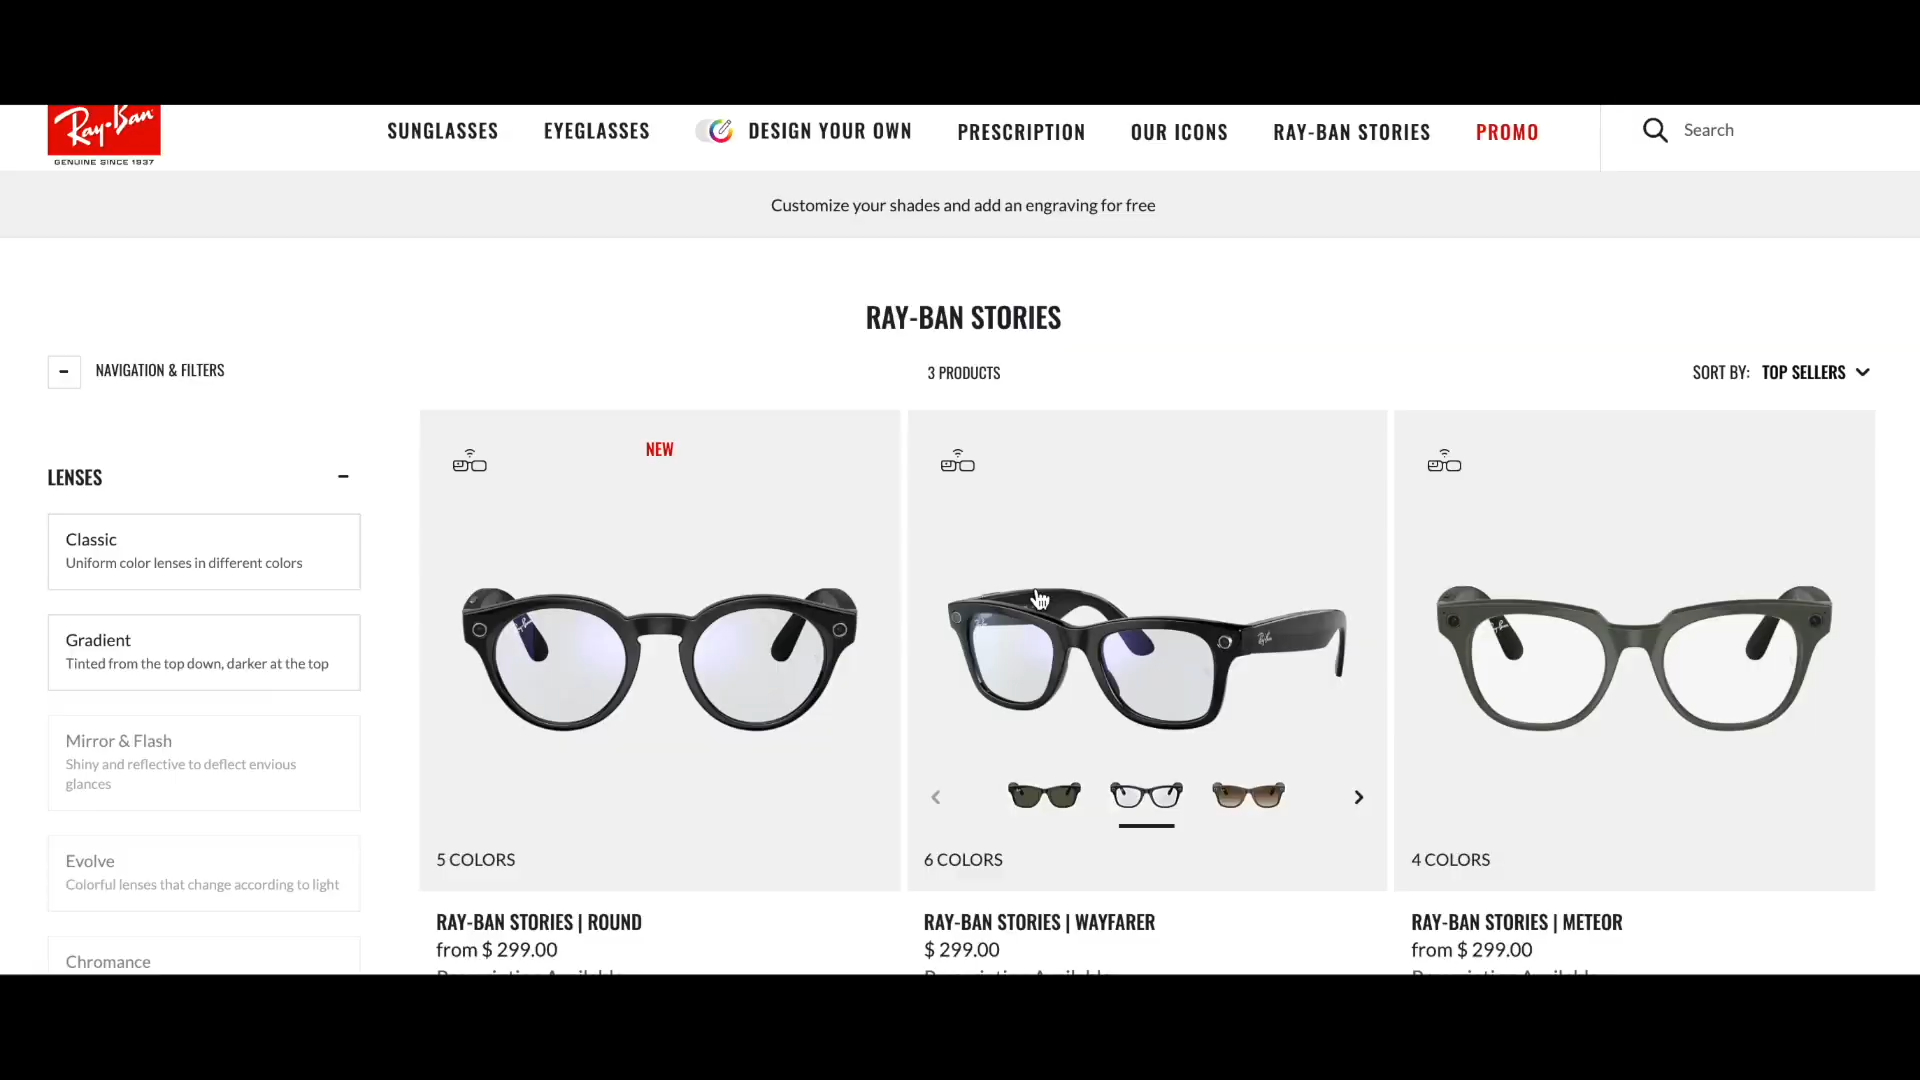 Ray-Ban
GENUINE SINCE 1937
SUNGLASSES
EYEGLASSES
DESIGN YOUR OWN
PRESCRIPTION
OUR ICONS
RAY-BAN STORIES
PROMO
Search
Customize your shades and add an engraving for free
RAY-BAN STORIES
NAVIGATION & FILTERS
3 PRODUCTS
SORT BY: TOP SELLERS
LENSES
Classic
Uniform color lenses in different colors
Gradient
Tinted from the top down, darker at the top
Mirror & Flash
Shiny and reflective to deflect envious
glances
Evolve
Colorful lenses that change according to light
Chromance
NEW
5 COLORS
RAY-BAN STORIES | ROUND
from $ 299.00
Ray-Ban
6 COLORS
RAY-BAN STORIES | WAYFARER
$ 299.00
Ray-Ban
4 COLORS
RAY-BAN STORIES | METEOR
from $ 299.00